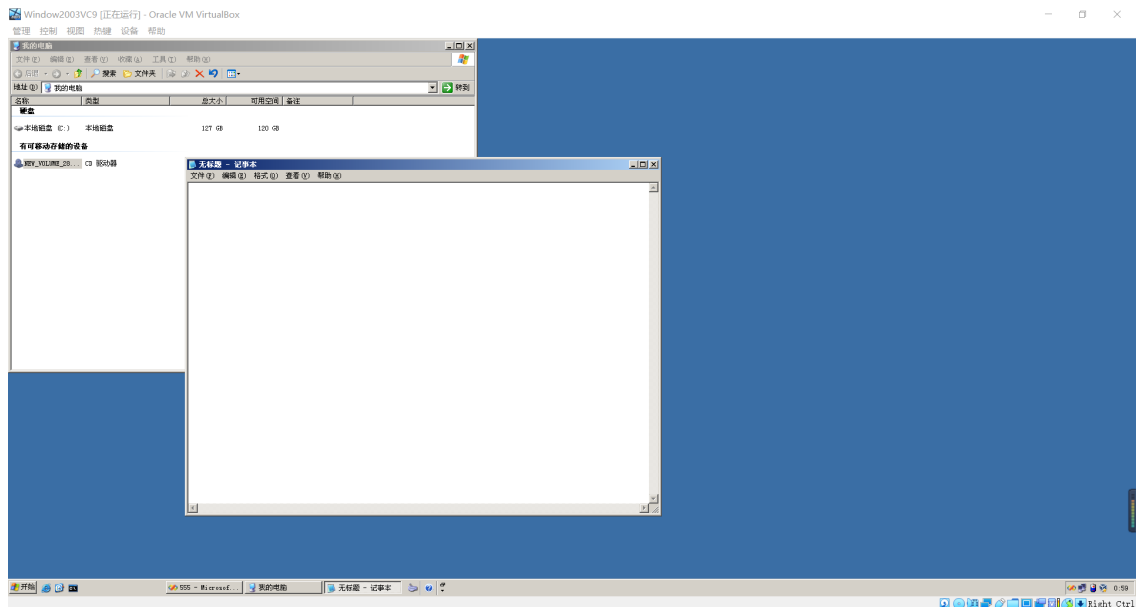 Window2003VC9 [正在运行] - Oracle VM VirtualBox
管理 控制 视图 热键 设备 帮助
我的电脑
文件(F) 编辑(E) 查看(V) 收藏(A) 工具(T) 帮助(H)
后退 搜索 文件夹
地址(D) 我的电脑 转到
名称 类型 总大小 可用空间 备注
硬盘
本地磁盘 (C:) 本地磁盘 127 GB 120 GB
有可移动存储的设备
NEW_VOLUME_28... CD 驱动器
无标题 - 记事本
文件(F) 编辑(E) 格式(O) 查看(V) 帮助(H)
开始 555 - Microsof... 我的电脑 无标题 - 记事本 0:59
Right Ctrl